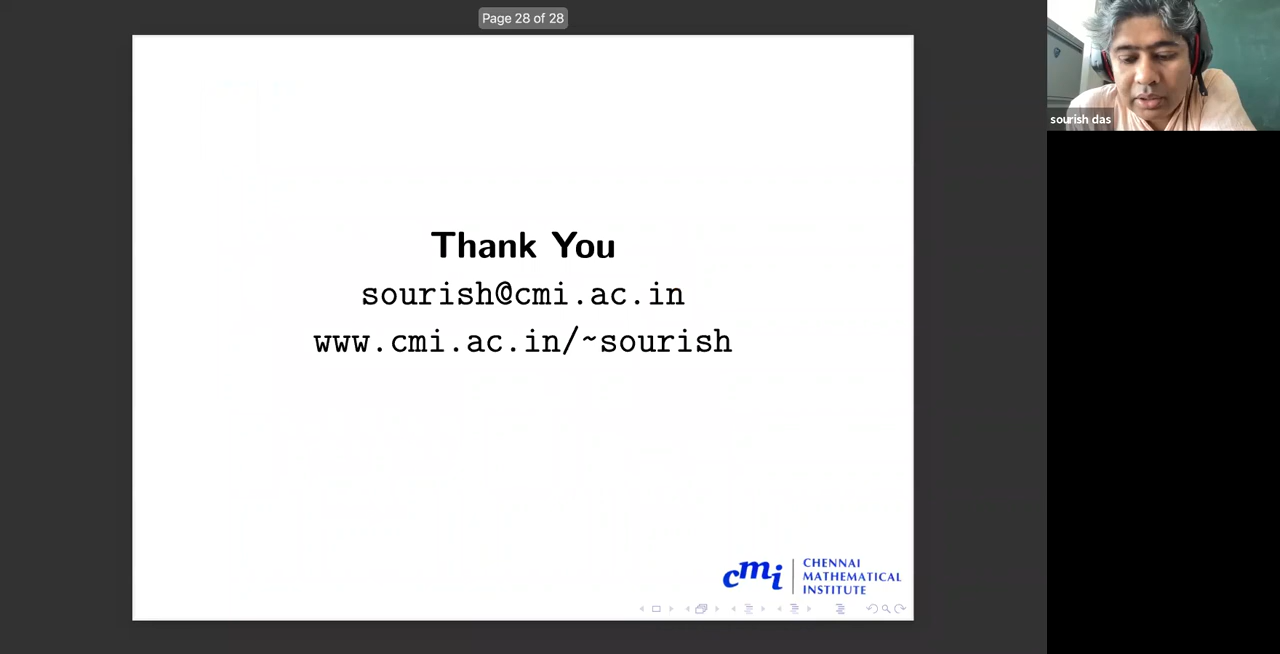 Page 28 of 28
sourish das
Thank You
sourish@cmi.ac.in
www.cmi.ac.in/~sourish
cmi
CHENNAI
MATHEMATICAL
INSTITUTE